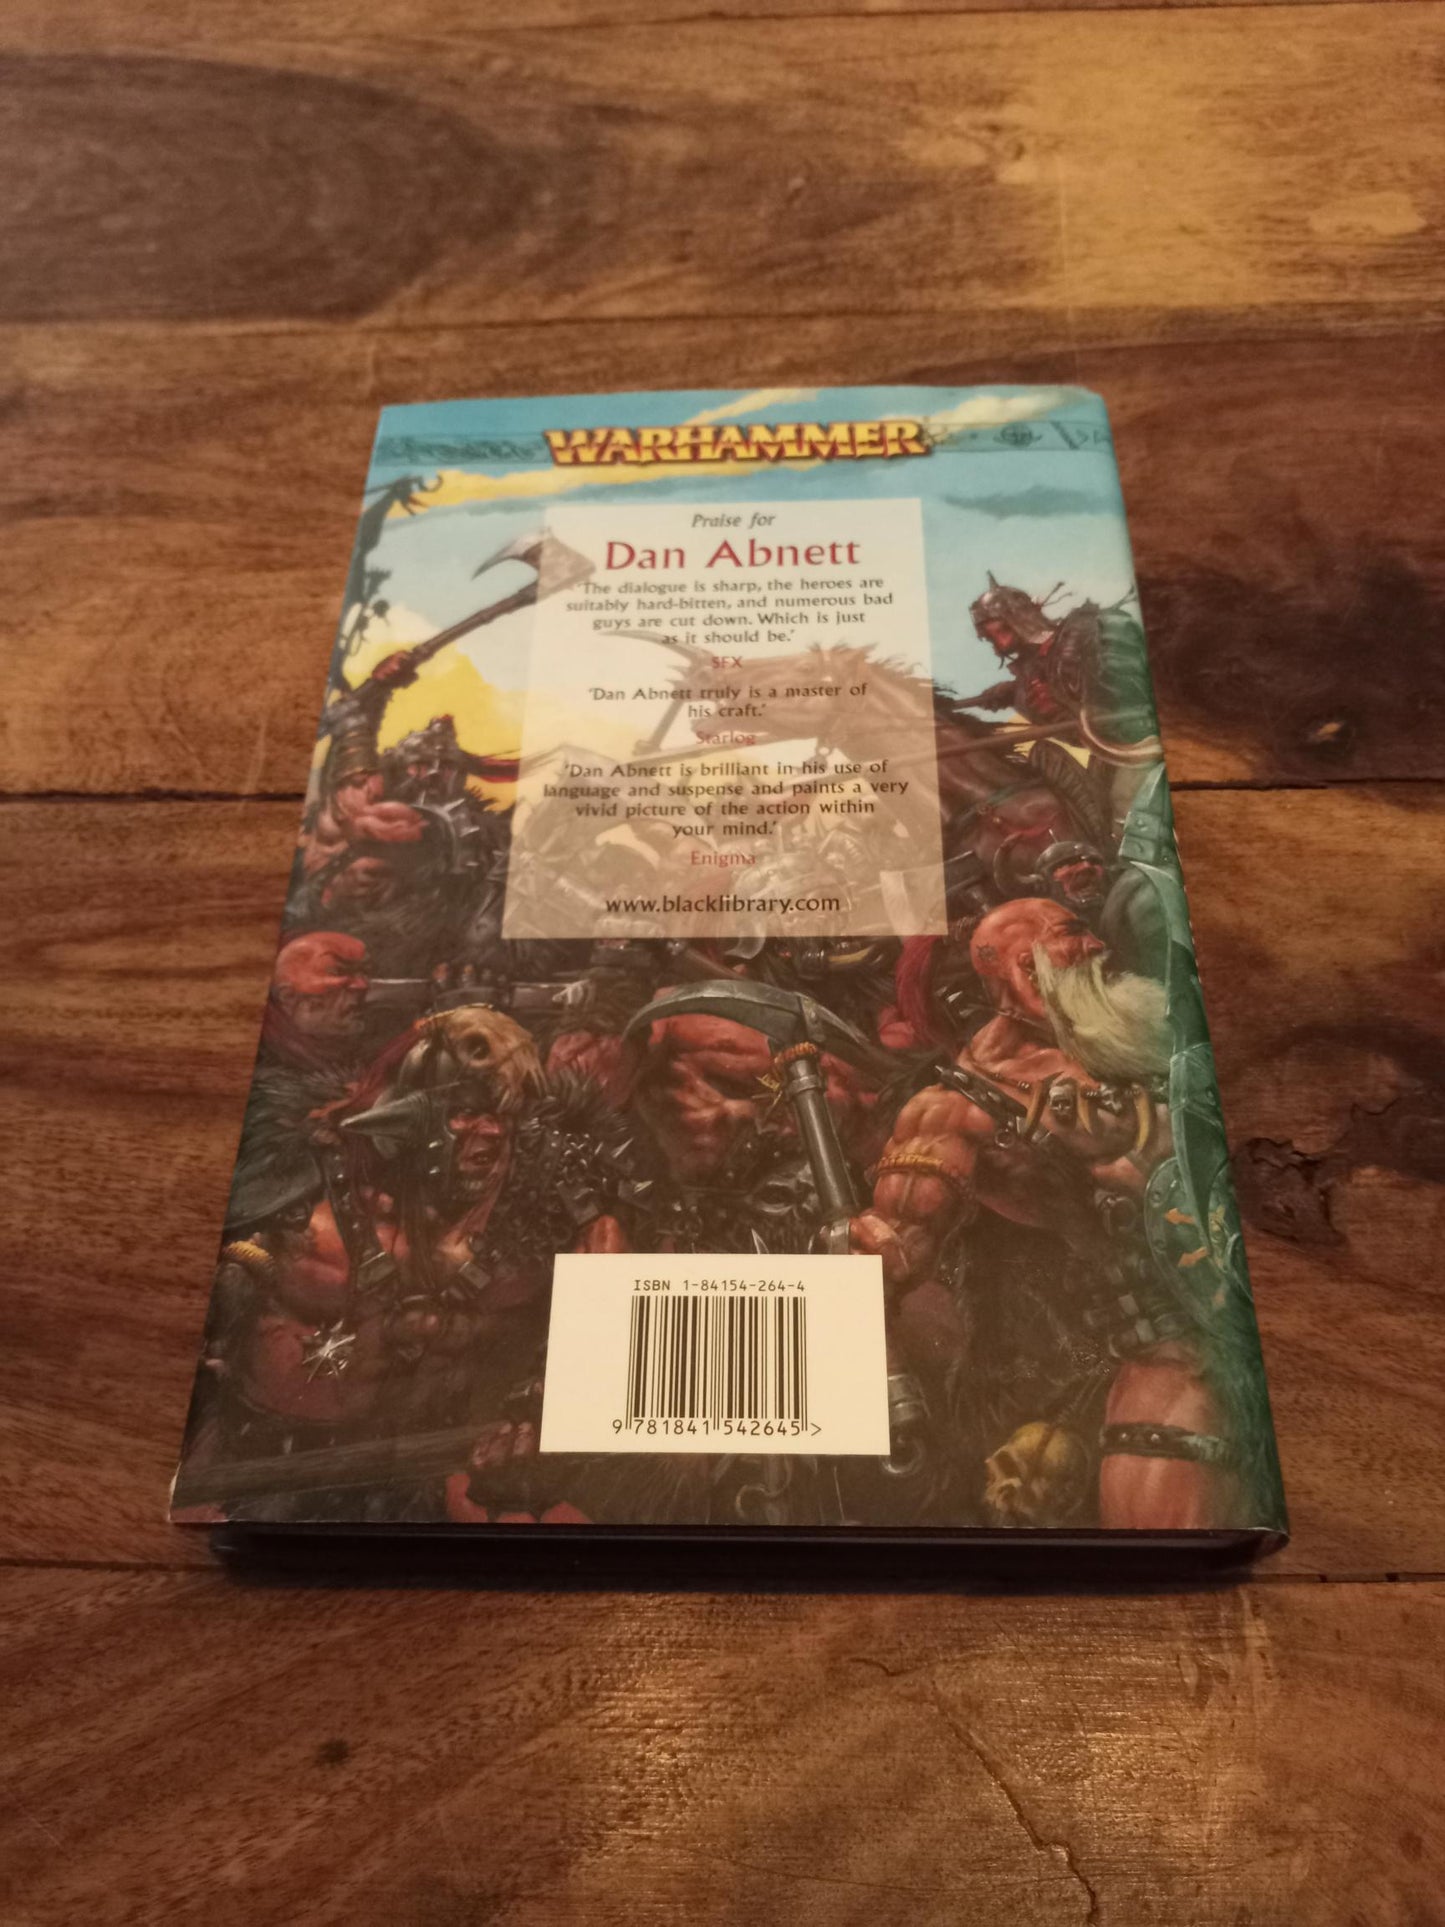 WARHAMMER
Praise for
Dan Abnett
'The dialogue is sharp, the heroes are
suitably hard-bitten, and numerous bad
guys are cut down. Which is just
as it should be.'
SFX
'Dan Abnett truly is a master of
his craft.'
Starlog
'Dan Abnett is brilliant in his use of
language and suspense and paints a very
vivid picture of the action within
your mind.'
Enigma
www.blacklibrary.com
ISBN 1-84154-264-4
9 781841 542645 >